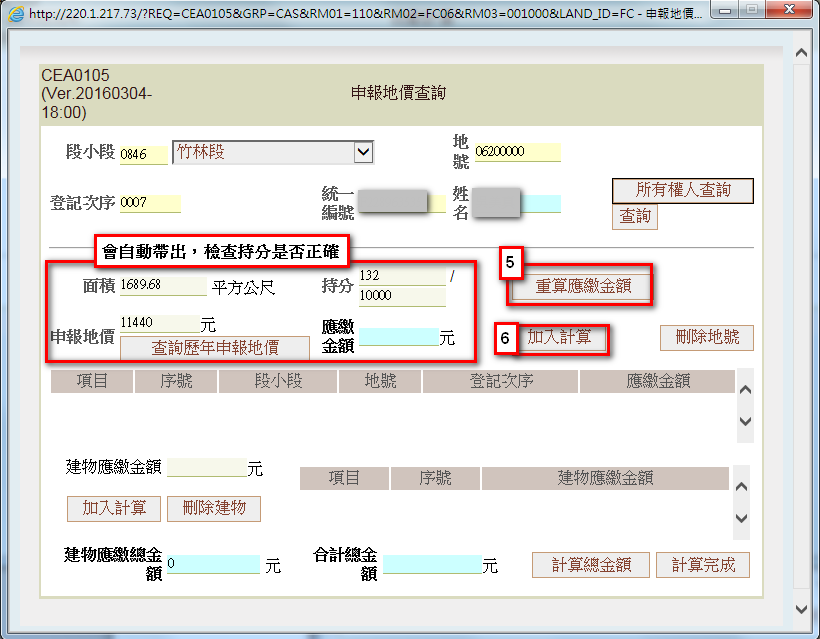 http://220.1.217.73/?REQ=CEA0105&GRP=CAS&RM01=110&RM02=FC06&RM03=001000&LAND_ID=FC - 申報地價...
CEA0105
(Ver.20160304-
18:00)
申報地價查詢
段小段 0846 竹林段 地號 06200000
登記次序 0007 統一編號 姓名
所有權人查詢
查詢
會自動帶出，檢查持分是否正確
面積 1689.68 平方公尺 持分 132 / 10000
5 重算應繳金額
申報地價 11440 元 應繳金額 元
查詢歷年申報地價
6 加入計算 刪除地號
項目 序號 段小段 地號 登記次序 應繳金額
建物應繳金額 元
項目 序號 建物應繳金額
加入計算 刪除建物
建物應繳總金額 0 元 合計總金額 元 計算總金額 計算完成